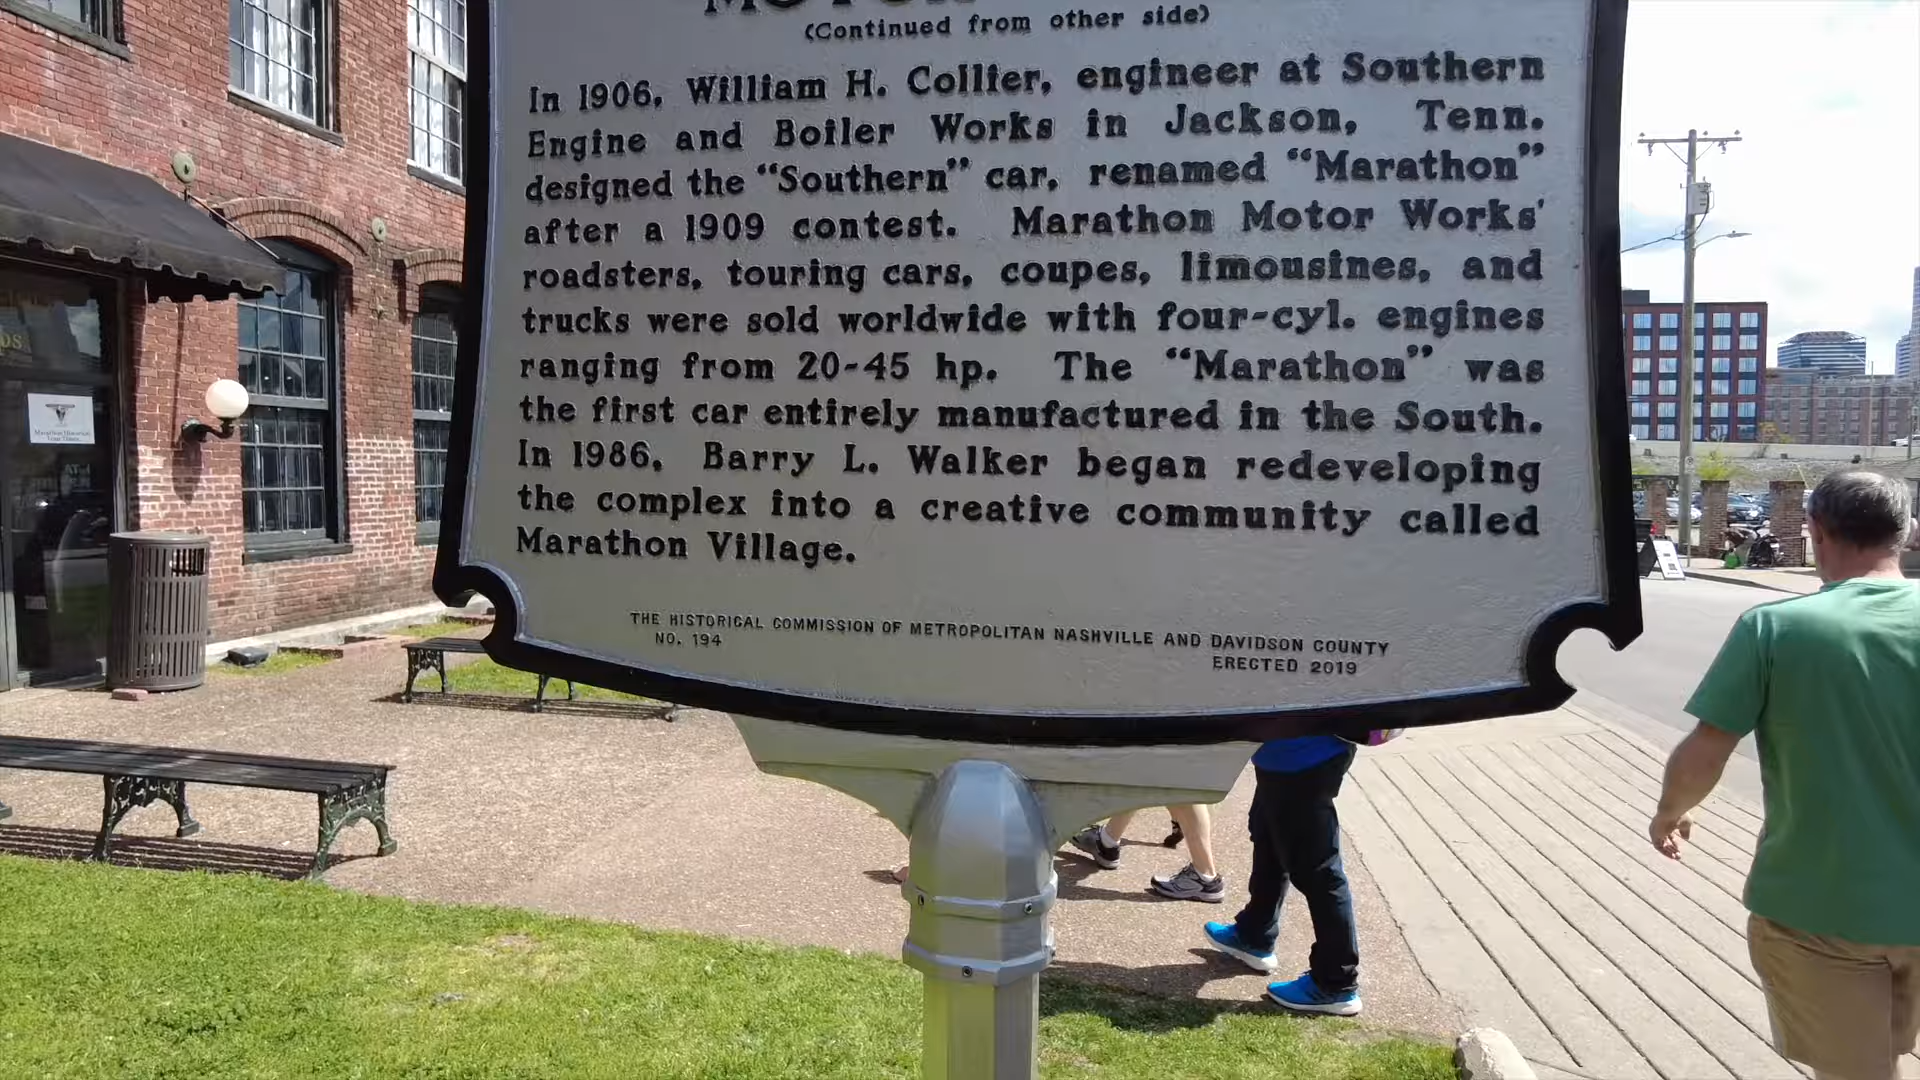 (Continued from other side)
In 1906, William H. Collier, engineer at Southern
Engine and Boiler Works in Jackson, Tenn.
designed the “Southern” car, renamed “Marathon”
after a 1909 contest. Marathon Motor Works'
roadsters, touring cars, coupes, limousines, and
trucks were sold worldwide with four-cyl. engines
ranging from 20-45 hp. The “Marathon” was
the first car entirely manufactured in the South.
In 1986, Barry L. Walker began redeveloping
the complex into a creative community called
Marathon Village.
THE HISTORICAL COMMISSION OF METROPOLITAN NASHVILLE AND DAVIDSON COUNTY
NO. 194
ERECTED 2019